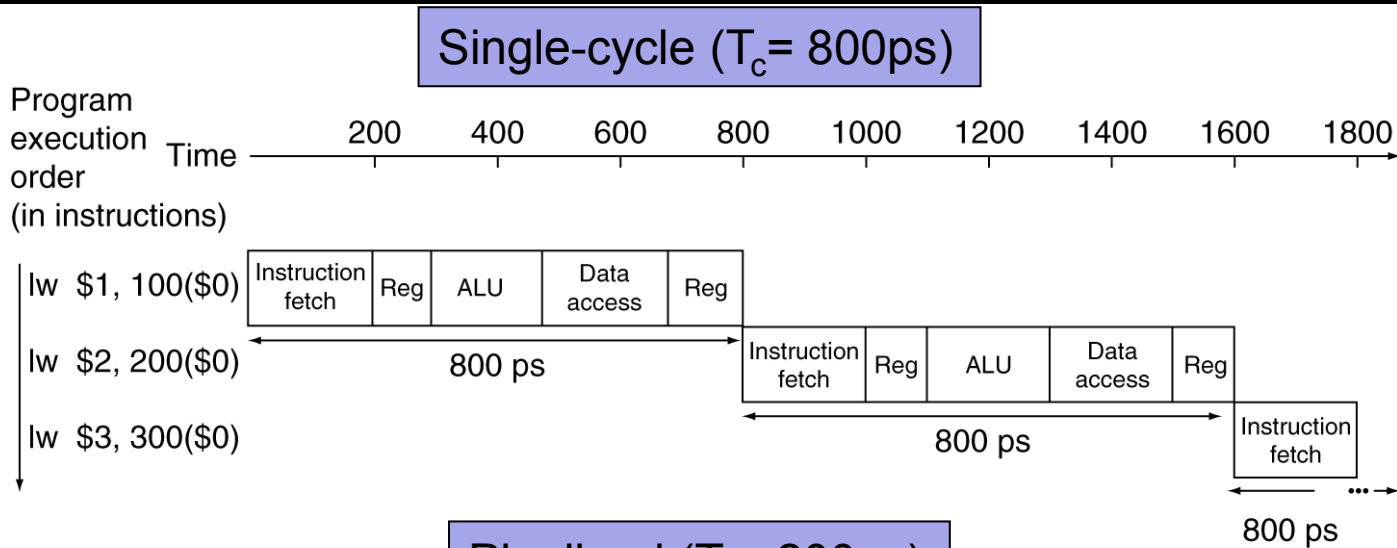 Single-cycle (Tc= 800ps)
Program
execution
order
(in instructions)
Time
200 400 600 800 1000 1200 1400 1600 1800
lw $1, 100($0)
Instruction
fetch
Reg
ALU
Data
access
Reg
800 ps
lw $2, 200($0)
Instruction
fetch
Reg
ALU
Data
access
Reg
800 ps
lw $3, 300($0)
Instruction
fetch
...
800 ps